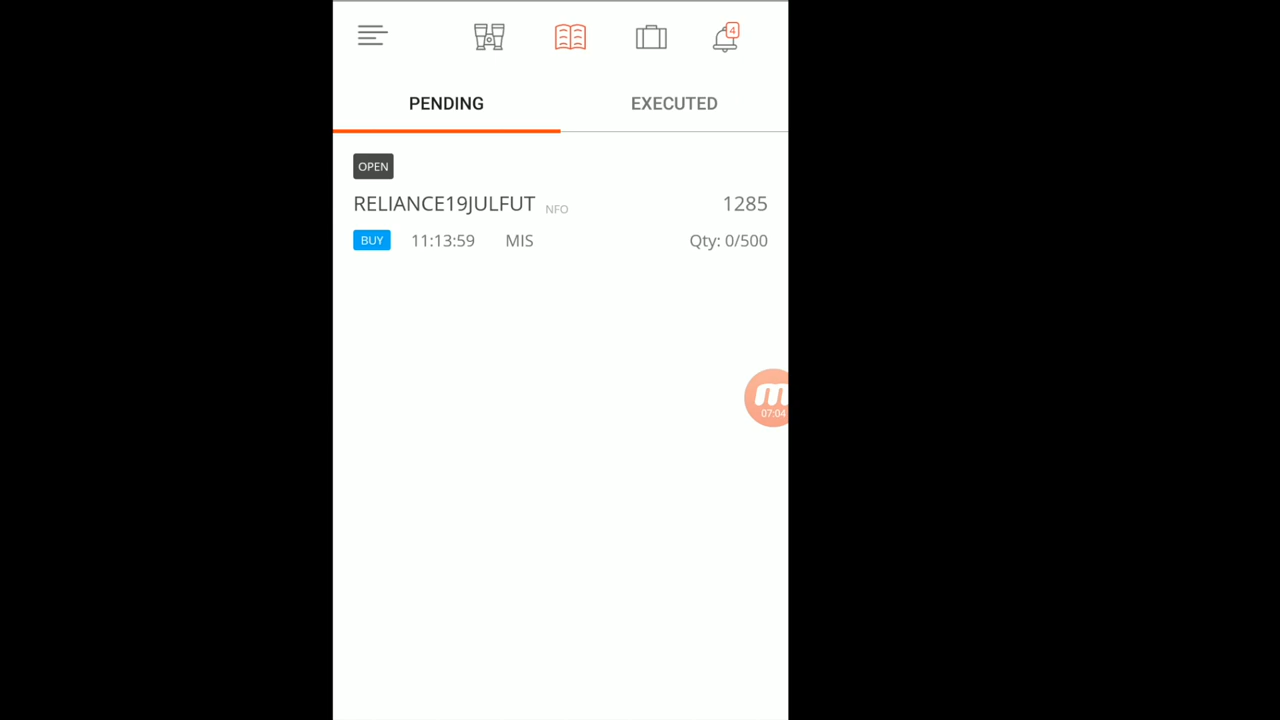 4
PENDING EXECUTED
OPEN
RELIANCE19JULFUT NFO 1285
BUY 11:13:59 MIS Qty: 0/500
m
07:04